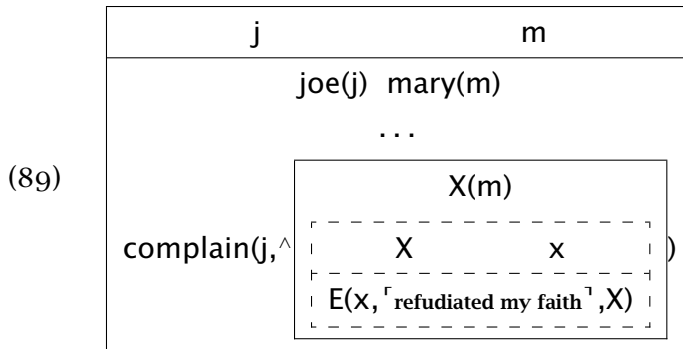 j m
joe(j) mary(m)
...
(89)
X(m)
complain(j,^ X x )
E(x,⌜refudiated my faith⌝,X)